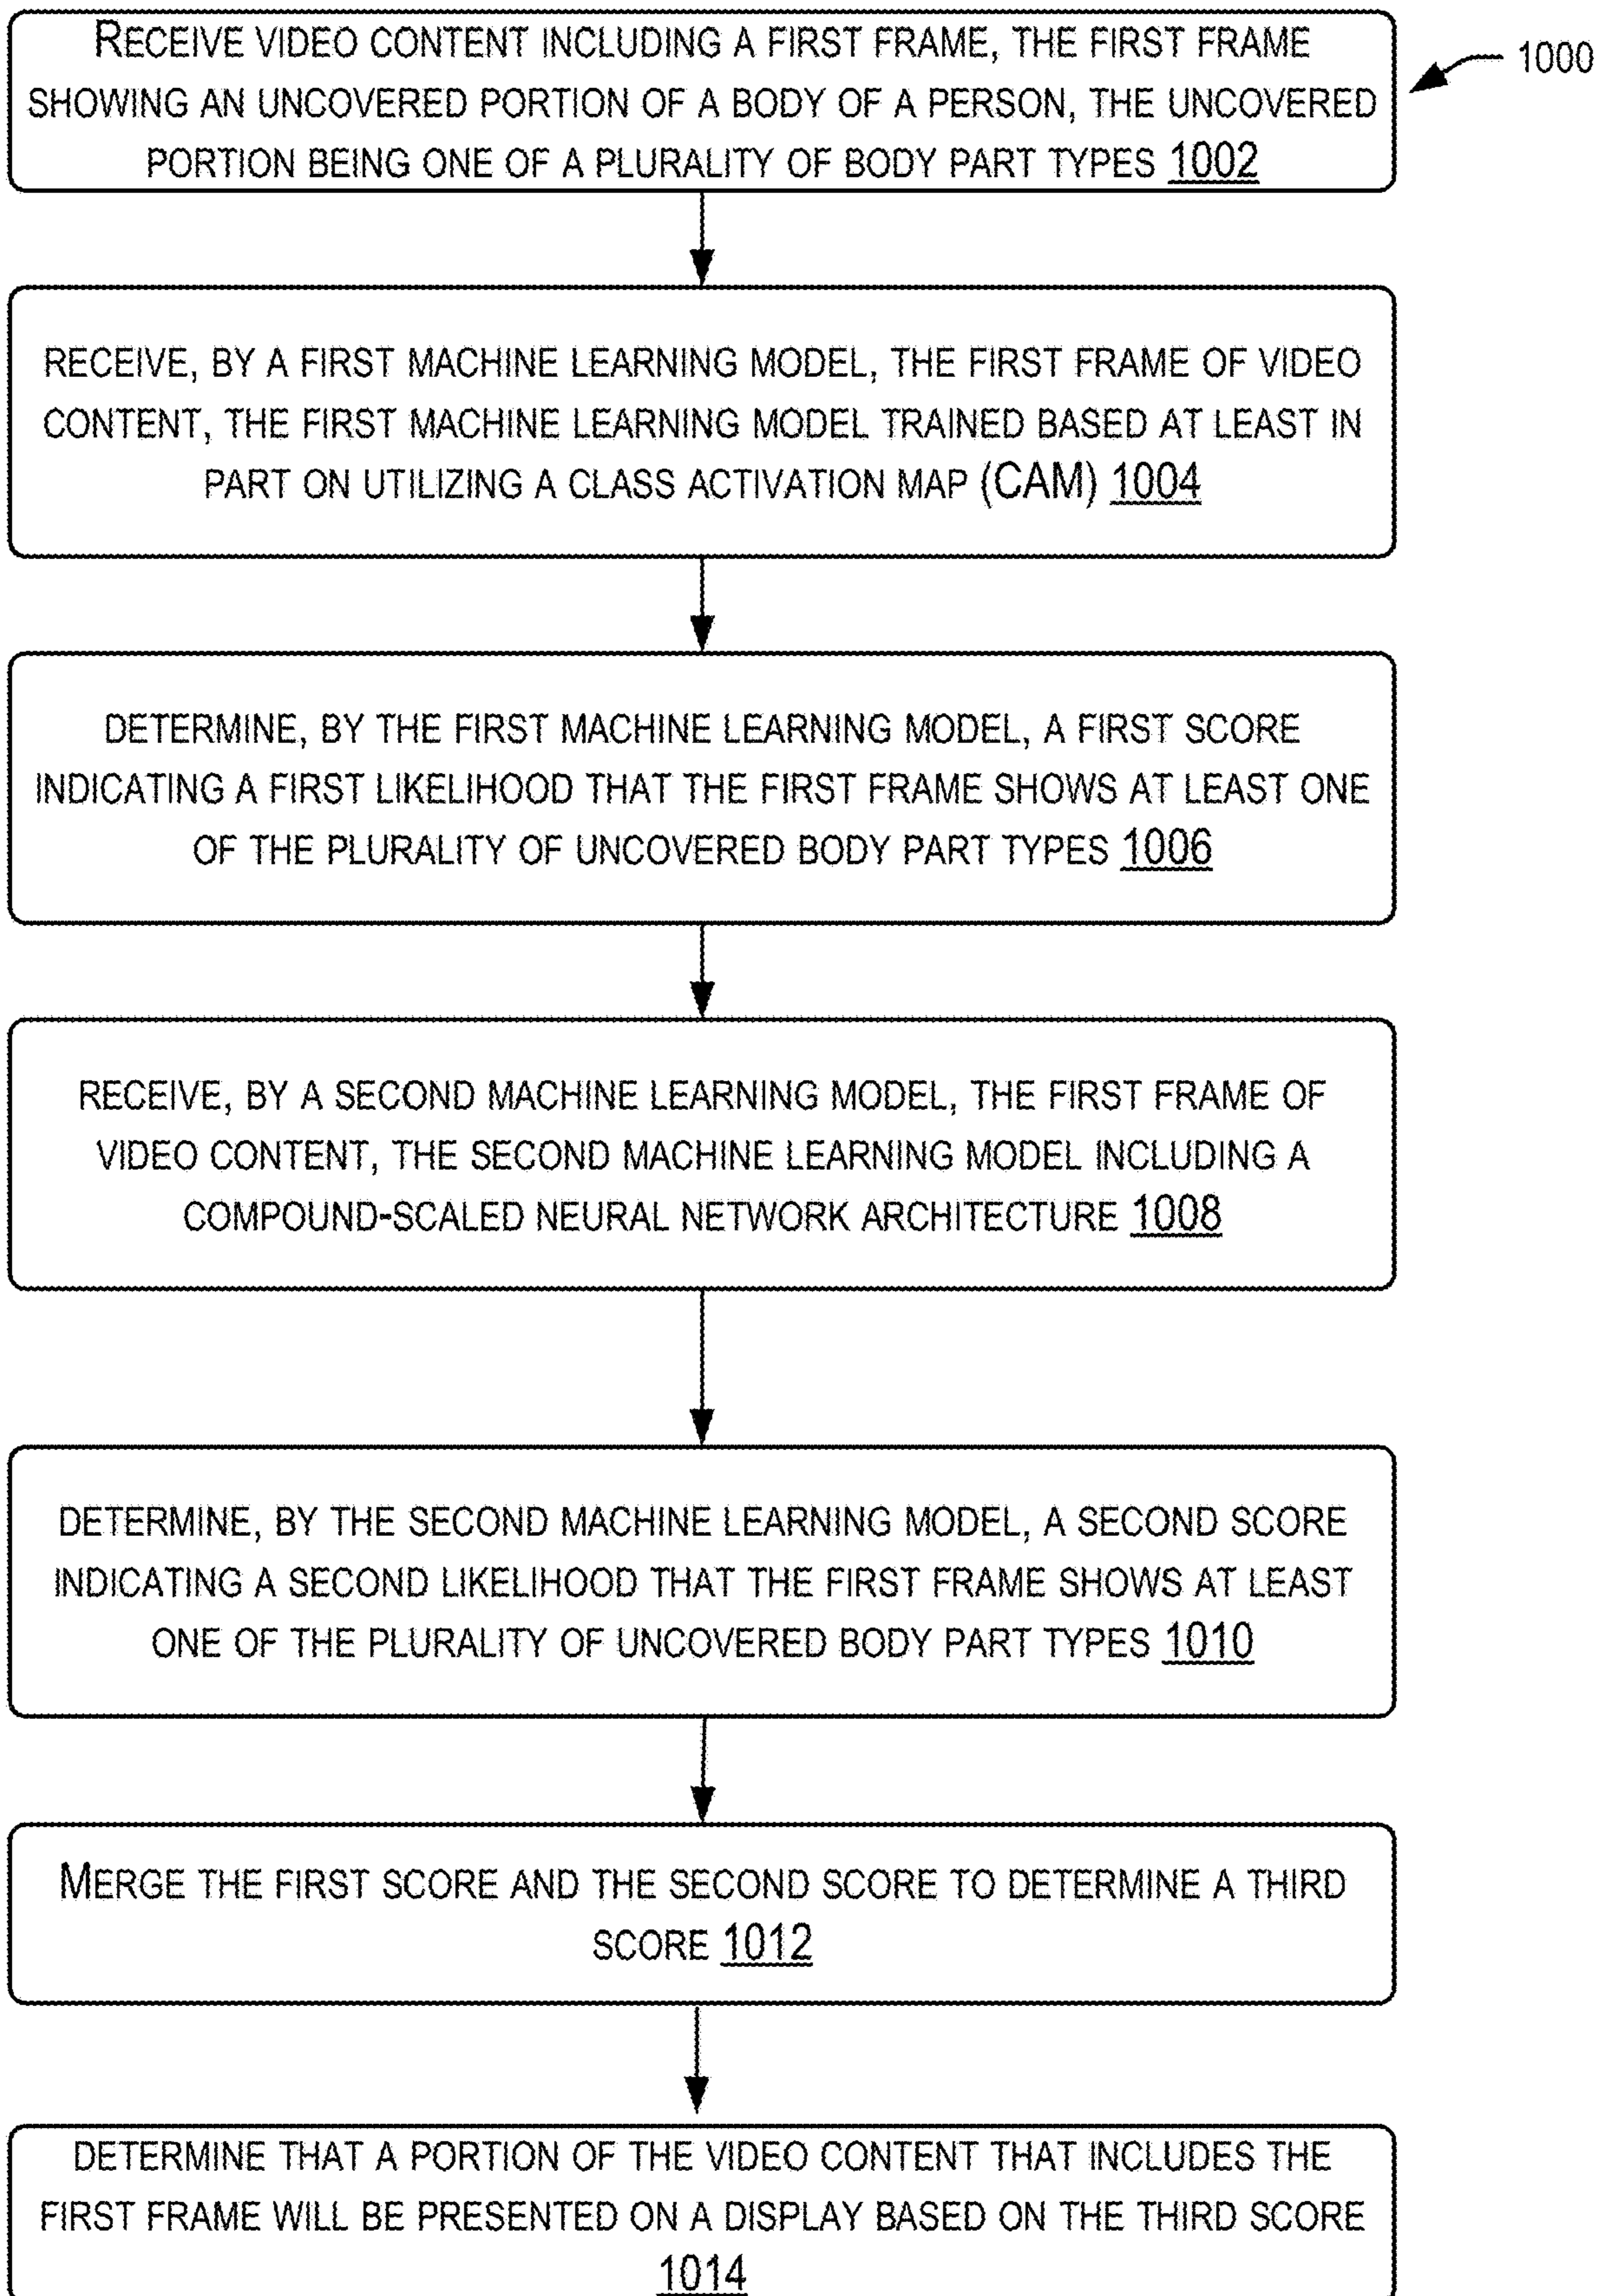 RECEIVE VIDEO CONTENT INCLUDING A FIRST FRAME, THE FIRST FRAME
SHOWING AN UNCOVERED PORTION OF A BODY OF A PERSON, THE UNCOVERED
PORTION BEING ONE OF A PLURALITY OF BODY PART TYPES 1002
1000
RECEIVE, BY A FIRST MACHINE LEARNING MODEL, THE FIRST FRAME OF VIDEO
CONTENT, THE FIRST MACHINE LEARNING MODEL TRAINED BASED AT LEAST IN
PART ON UTILIZING A CLASS ACTIVATION MAP (CAM) 1004
DETERMINE, BY THE FIRST MACHINE LEARNING MODEL, A FIRST SCORE
INDICATING A FIRST LIKELIHOOD THAT THE FIRST FRAME SHOWS AT LEAST ONE
OF THE PLURALITY OF UNCOVERED BODY PART TYPES 1006
RECEIVE, BY A SECOND MACHINE LEARNING MODEL, THE FIRST FRAME OF
VIDEO CONTENT, THE SECOND MACHINE LEARNING MODEL INCLUDING A
COMPOUND-SCALED NEURAL NETWORK ARCHITECTURE 1008
DETERMINE, BY THE SECOND MACHINE LEARNING MODEL, A SECOND SCORE
INDICATING A SECOND LIKELIHOOD THAT THE FIRST FRAME SHOWS AT LEAST
ONE OF THE PLURALITY OF UNCOVERED BODY PART TYPES 1010
MERGE THE FIRST SCORE AND THE SECOND SCORE TO DETERMINE A THIRD
SCORE 1012
DETERMINE THAT A PORTION OF THE VIDEO CONTENT THAT INCLUDES THE
FIRST FRAME WILL BE PRESENTED ON A DISPLAY BASED ON THE THIRD SCORE
1014